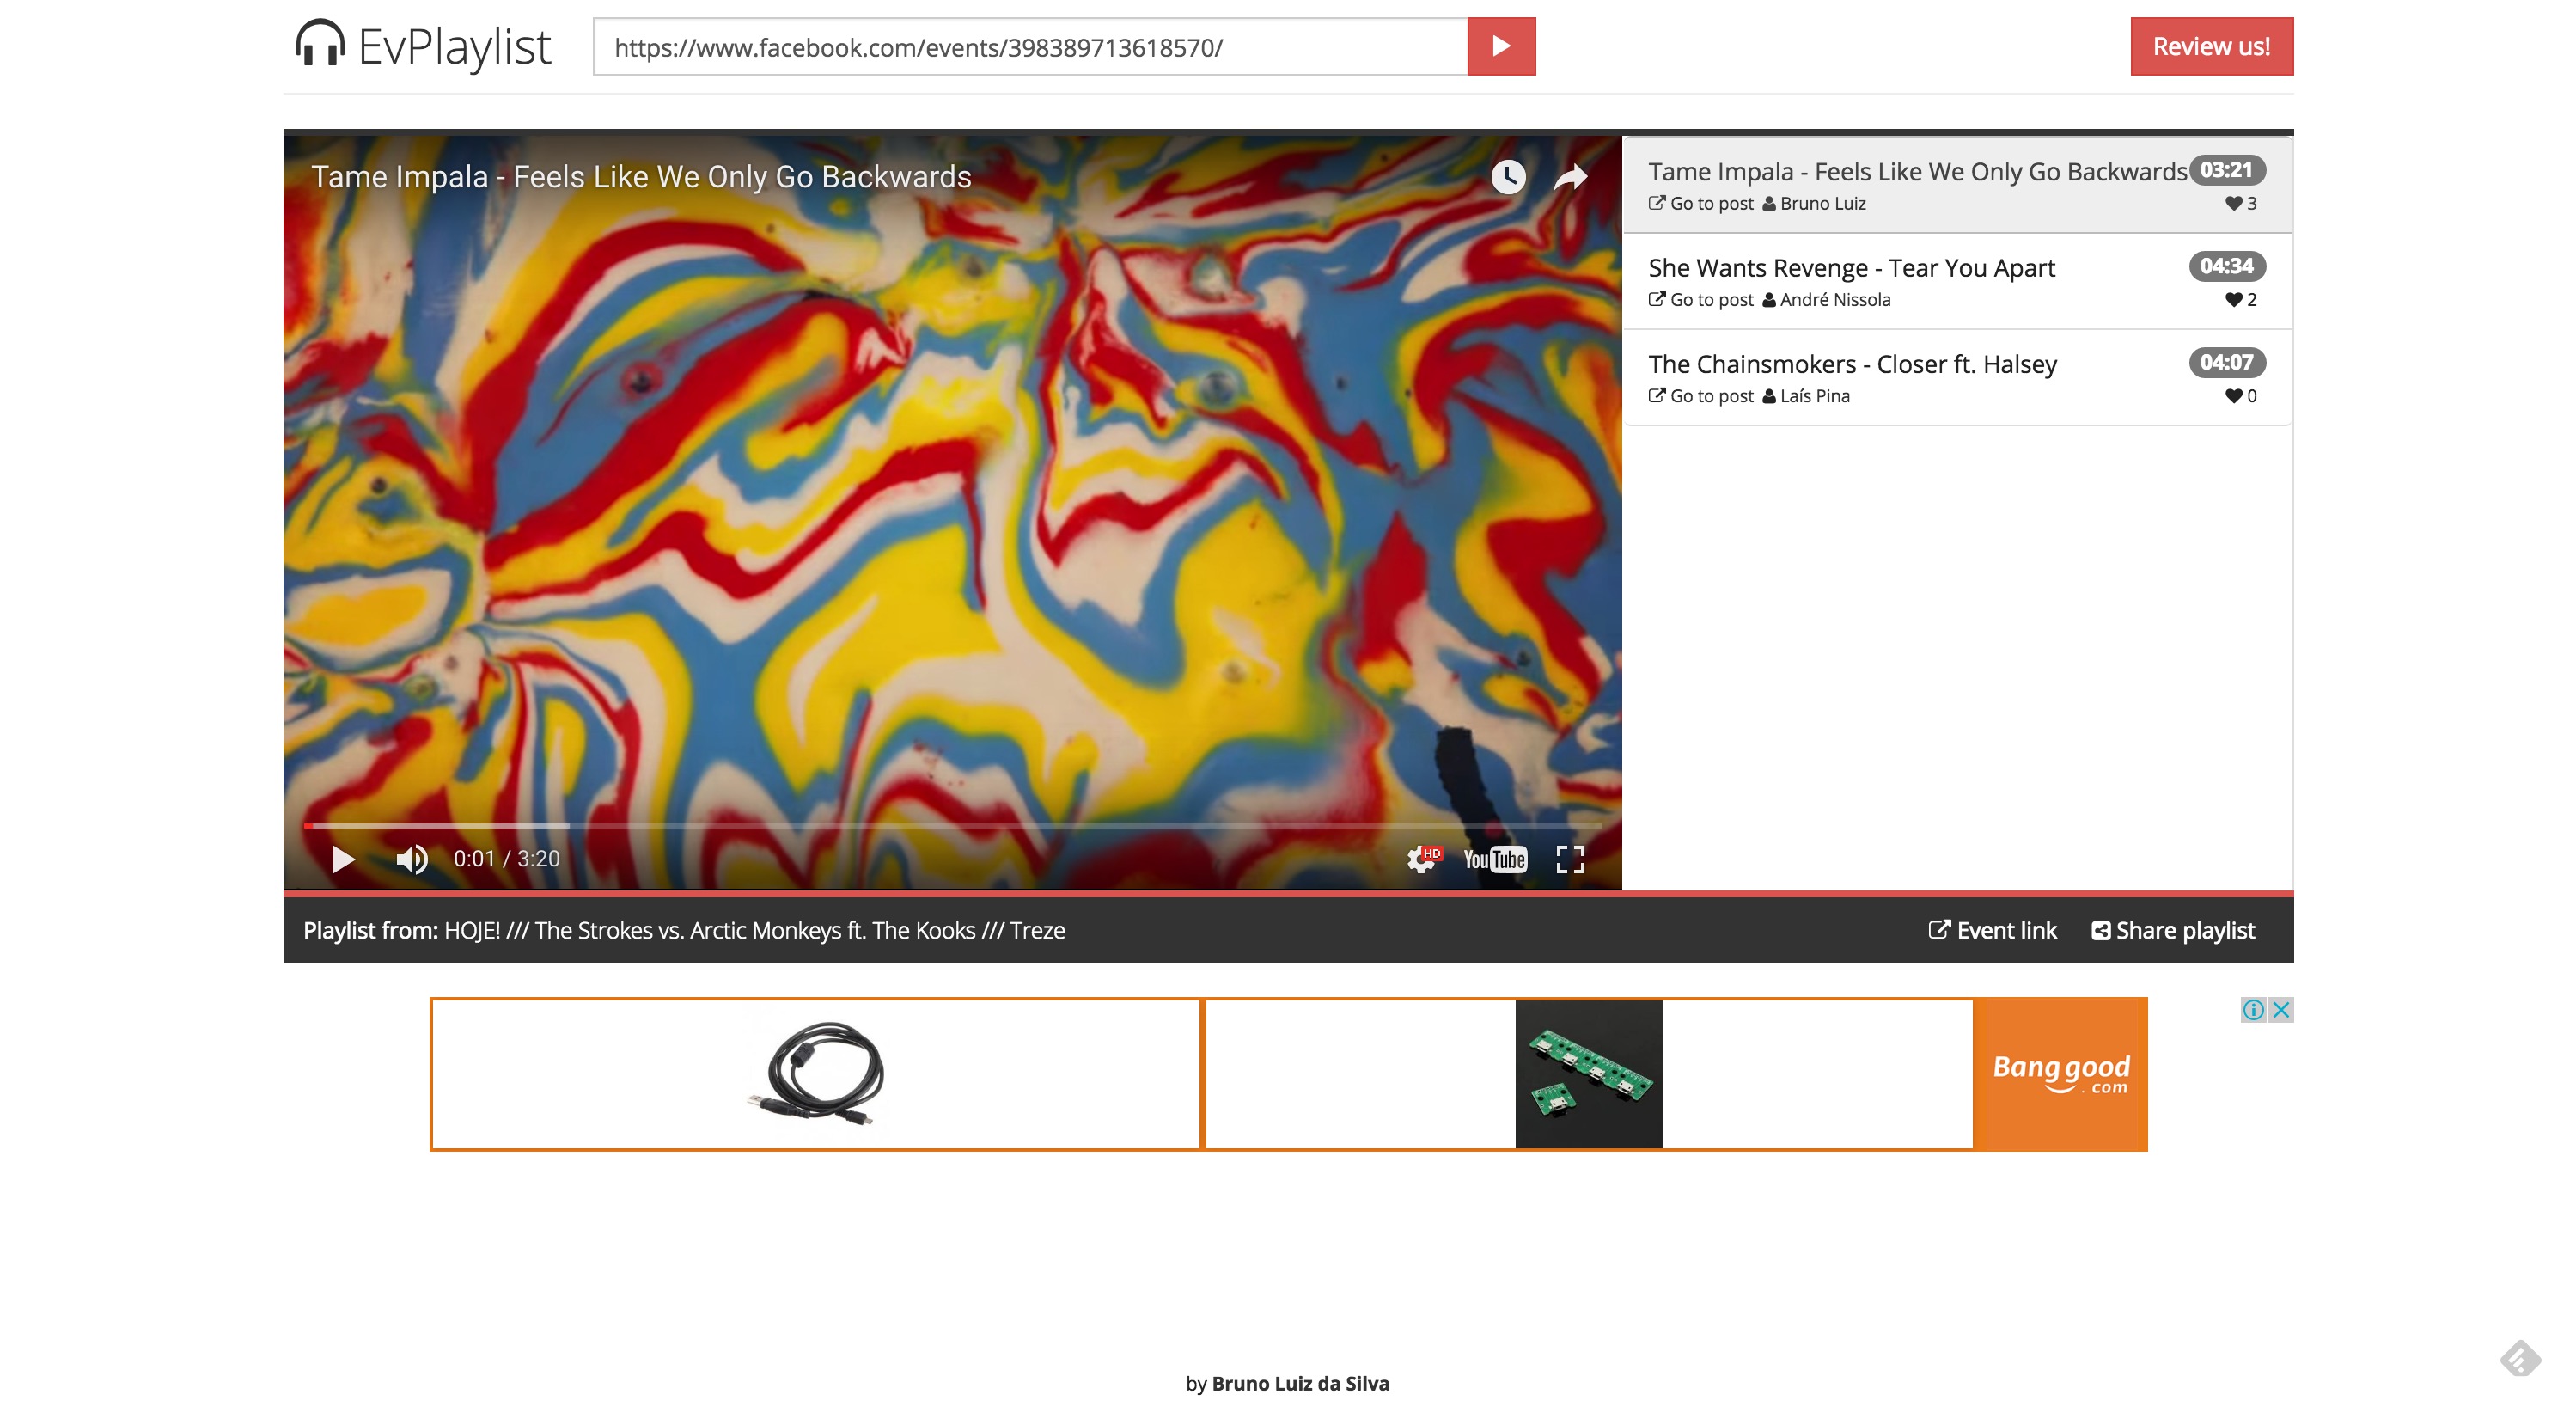 EvPlaylist
https://www.facebook.com/events/398389713618570/
Review us!
Tame Impala - Feels Like We Only Go Backwards
0:01 / 3:20
HD
YouTube
Tame Impala - Feels Like We Only Go Backwards 03:21
Go to post Bruno Luiz 3
She Wants Revenge - Tear You Apart 04:34
Go to post André Nissola 2
The Chainsmokers - Closer ft. Halsey 04:07
Go to post Laís Pina 0
Playlist from: HOJE! /// The Strokes vs. Arctic Monkeys ft. The Kooks /// Treze
Event link Share playlist
Banggood
.com
by Bruno Luiz da Silva